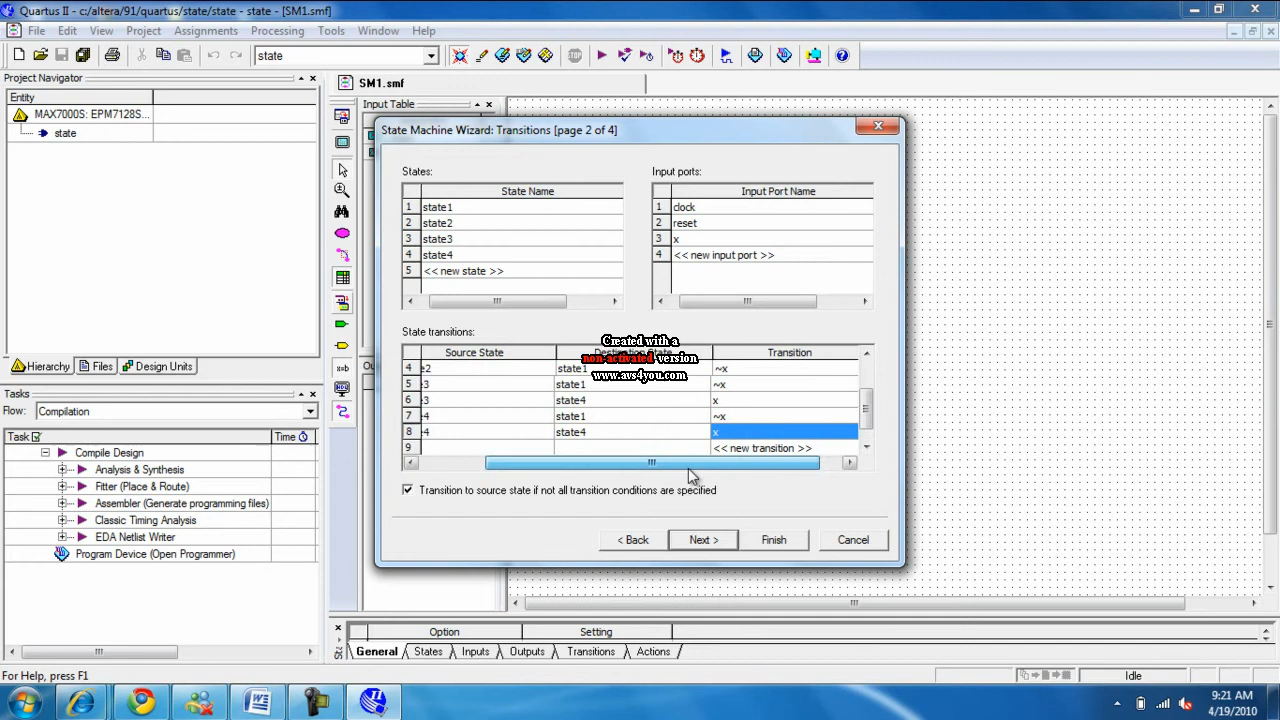 Quartus II - c:/altera/91/quartus/state/state - state - [SM1.smf]
File Edit View Project Assignments Processing Tools Window Help
state
Project Navigator
Entity
MAX7000S: EPM7128S...
state
Hierarchy Files Design Units
Tasks
Flow: Compilation
Task Time
Compile Design
Analysis & Synthesis
Fitter (Place & Route)
Assembler (Generate programming files)
Classic Timing Analysis
EDA Netlist Writer
Program Device (Open Programmer)
SM1.smf
Input Table
State Machine Wizard: Transitions [page 2 of 4]
States:
State Name
1 state1
2 state2
3 state3
4 state4
5 << new state >>
Input ports:
Input Port Name
1 clock
2 reset
3 x
4 << new input port >>
State transitions:
Source State Destination State Transition
4 e2 state1 ~x
5 e3 state1 ~x
6 e3 state4 x
7 e4 state1 ~x
8 e4 state4 x
9 << new transition >>
Created with a
non-activated version
www.avs4you.com
Transition to source state if not all transition conditions are specified
< Back Next > Finish Cancel
Option Setting
General States Inputs Outputs Transitions Actions
For Help, press F1
Idle
9:21 AM
4/19/2010